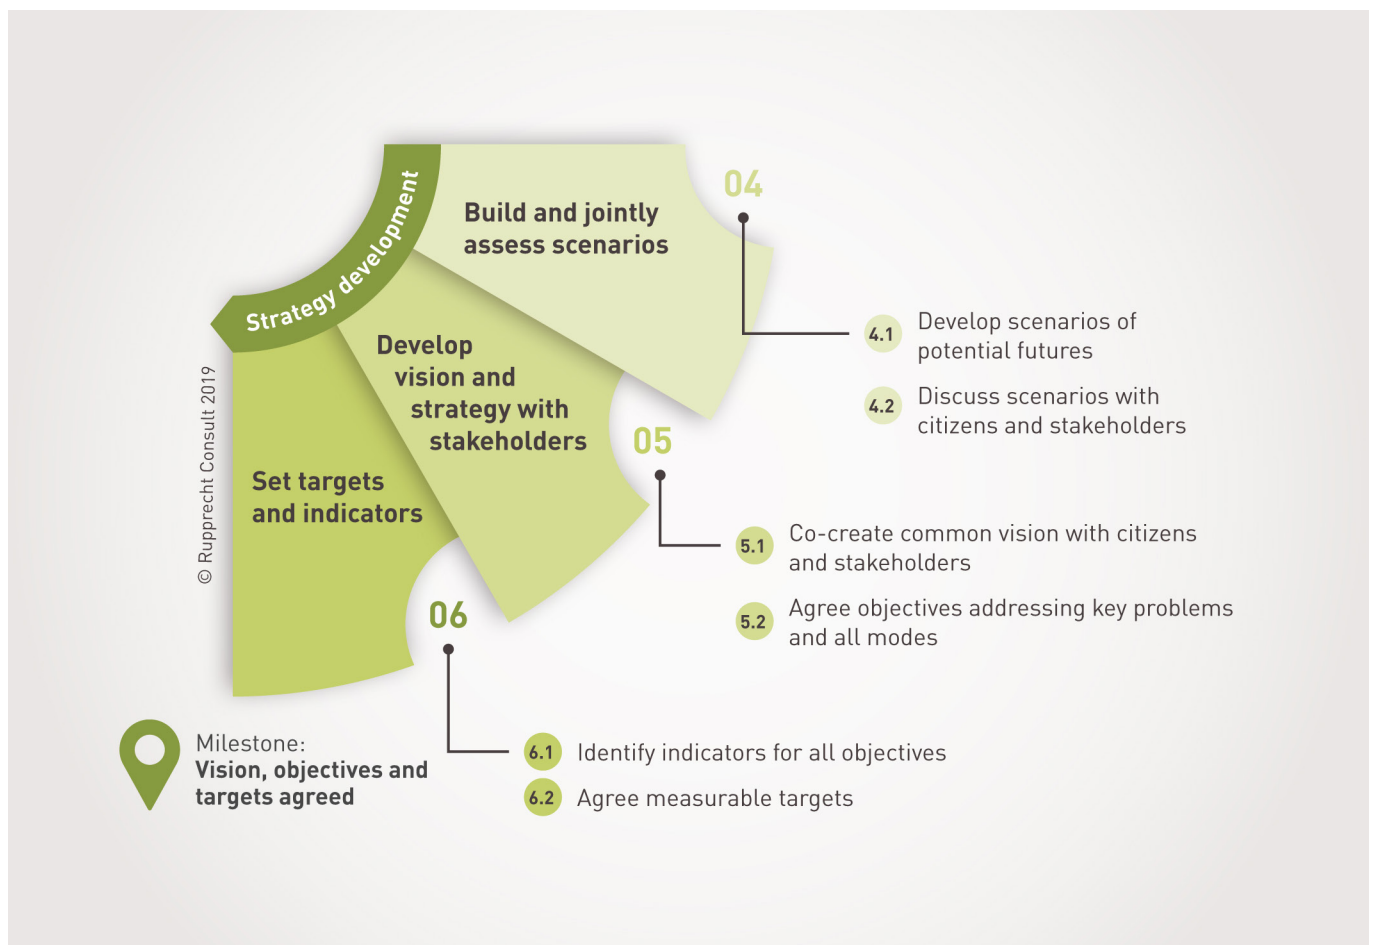 Strategy development
04
Build and jointly
assess scenarios
4.1
Develop scenarios of
potential futures
4.2
Discuss scenarios with
citizens and stakeholders
05
Develop
vision and
strategy with
stakeholders
5.1
Co-create common vision with citizens
and stakeholders
5.2
Agree objectives addressing key problems
and all modes
06
Set targets
and indicators
6.1
Identify indicators for all objectives
6.2
Agree measurable targets
Milestone:
Vision, objectives and
targets agreed
© Rupprecht Consult 2019